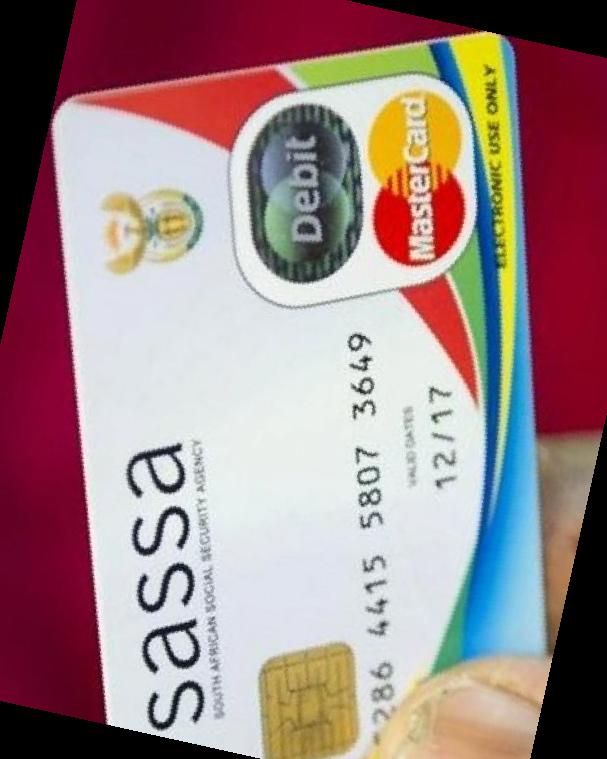 sassa
SOUTH AFRICAN SOCIAL SECURITY AGENCY
Debit
MasterCard
286 4415 5807 3649
VALID DATES
12/17
ELECTRONIC USE ONLY